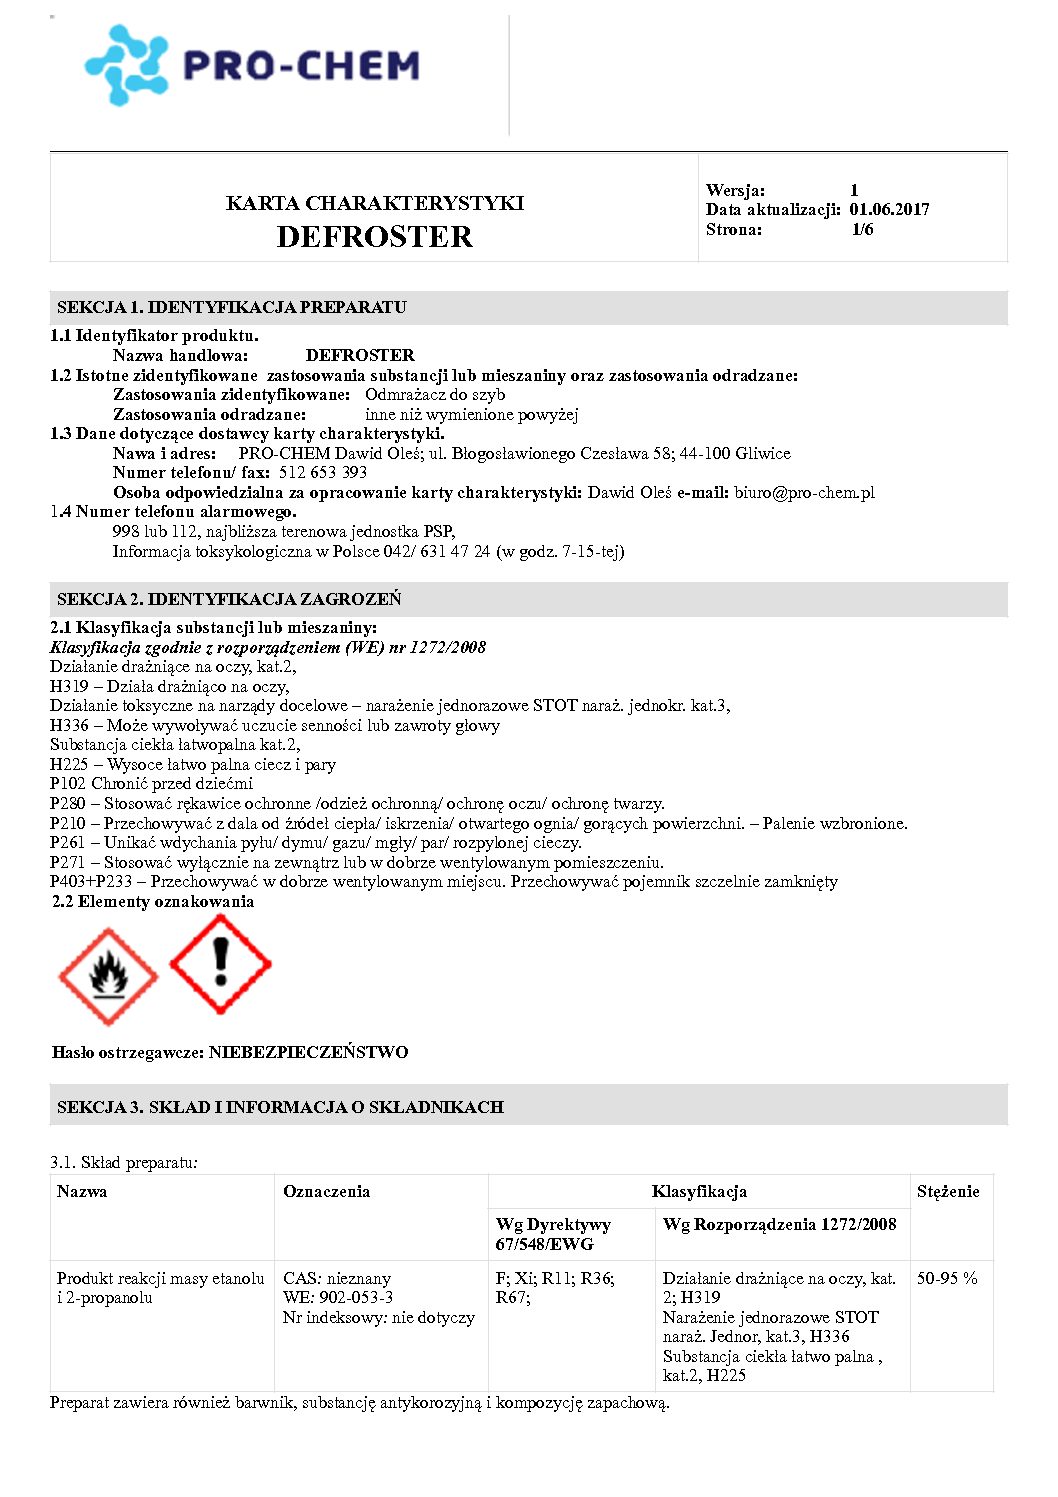 PRO-CHEM
KARTA CHARAKTERYSTYKI
DEFROSTER
Wersja: 1
Data aktualizacji: 01.06.2017
Strona: 1/6
SEKCJA 1. IDENTYFIKACJA PREPARATU
1.1 Identyfikator produktu.
Nazwa handlowa: DEFROSTER
1.2 Istotne zidentyfikowane zastosowania substancji lub mieszaniny oraz zastosowania odradzane:
Zastosowania zidentyfikowane: Odmrażacz do szyb
Zastosowania odradzane: inne niż wymienione powyżej
1.3 Dane dotyczące dostawcy karty charakterystyki.
Nawa i adres: PRO-CHEM Dawid Oleś; ul. Błogosławionego Czesława 58; 44-100 Gliwice
Numer telefonu/ fax: 512 653 393
Osoba odpowiedzialna za opracowanie karty charakterystyki: Dawid Oleś e-mail: biuro@pro-chem.pl
1.4 Numer telefonu alarmowego.
998 lub 112, najbliższa terenowa jednostka PSP,
Informacja toksykologiczna w Polsce 042/ 631 47 24 (w godz. 7-15-tej)
SEKCJA 2. IDENTYFIKACJA ZAGROZEŃ
2.1 Klasyfikacja substancji lub mieszaniny:
Klasyfikacja zgodnie z rozporządzeniem (WE) nr 1272/2008
Działanie drażniące na oczy, kat.2,
H319 – Działa drażniąco na oczy,
Działanie toksyczne na narządy docelowe – narażenie jednorazowe STOT naraż. jednokr. kat.3,
H336 – Może wywoływać uczucie senności lub zawroty głowy
Substancja ciekła łatwopalna kat.2,
H225 – Wysoce łatwo palna ciecz i pary
P102 Chronić przed dziećmi
P280 – Stosować rękawice ochronne /odzież ochronną/ ochronę oczu/ ochronę twarzy.
P210 – Przechowywać z dala od źródeł ciepła/ iskrzenia/ otwartego ognia/ gorących powierzchni. – Palenie wzbronione.
P261 – Unikać wdychania pyłu/ dymu/ gazu/ mgły/ par/ rozpylonej cieczy.
P271 – Stosować wyłącznie na zewnątrz lub w dobrze wentylowanym pomieszczeniu.
P403+P233 – Przechowywać w dobrze wentylowanym miejscu. Przechowywać pojemnik szczelnie zamknięty
2.2 Elementy oznakowania
Hasło ostrzegawcze: NIEBEZPIECZEŃSTWO
SEKCJA 3. SKŁAD I INFORMACJA O SKŁADNIKACH
3.1. Skład preparatu:
Nazwa Oznaczenia Klasyfikacja Stężenie
Wg Dyrektywy Wg Rozporządzenia 1272/2008
67/548/EWG
Produkt reakcji masy etanolu CAS: nieznany F; Xi; R11; R36; Działanie drażniące na oczy, kat. 50-95 %
i 2-propanolu WE: 902-053-3 R67; 2; H319
Nr indeksowy: nie dotyczy Narażenie jednorazowe STOT
naraż. Jednor, kat.3, H336
Substancja ciekła łatwo palna ,
kat.2, H225
Preparat zawiera również barwnik, substancję antykorozyjną i kompozycję zapachową.